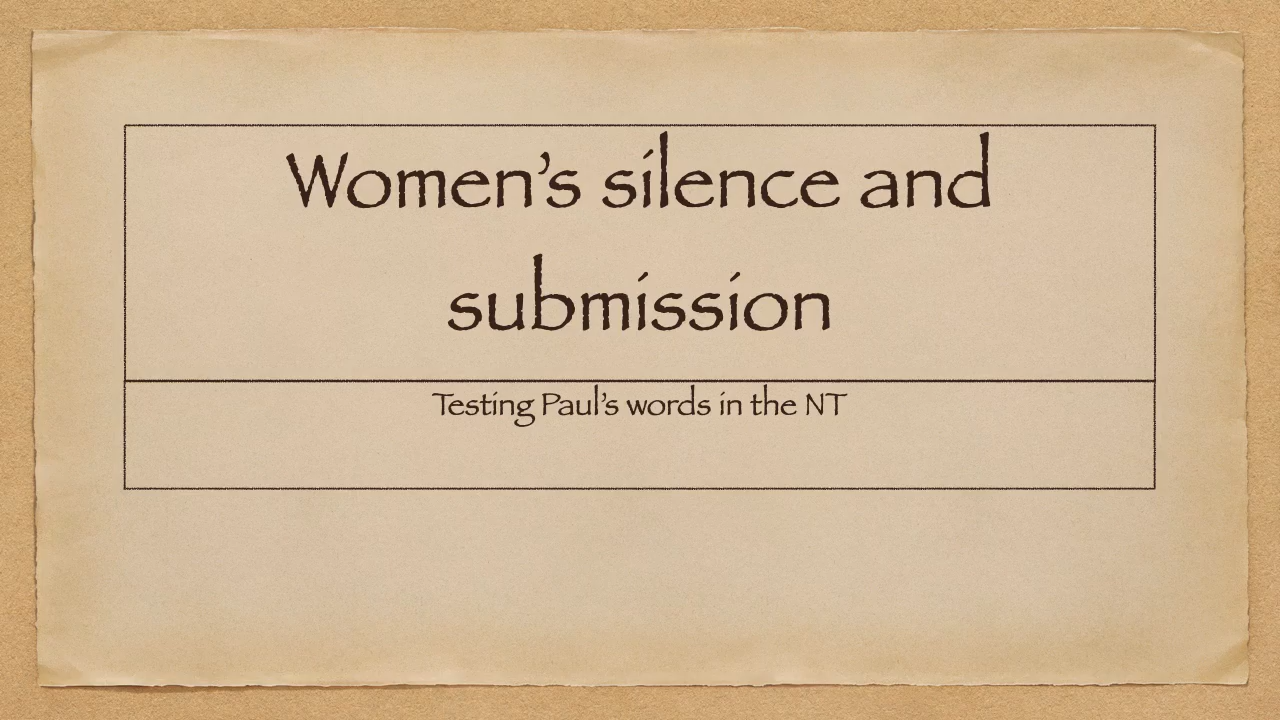 Women’s silence and
submission
Testing Paul’s words in the NT